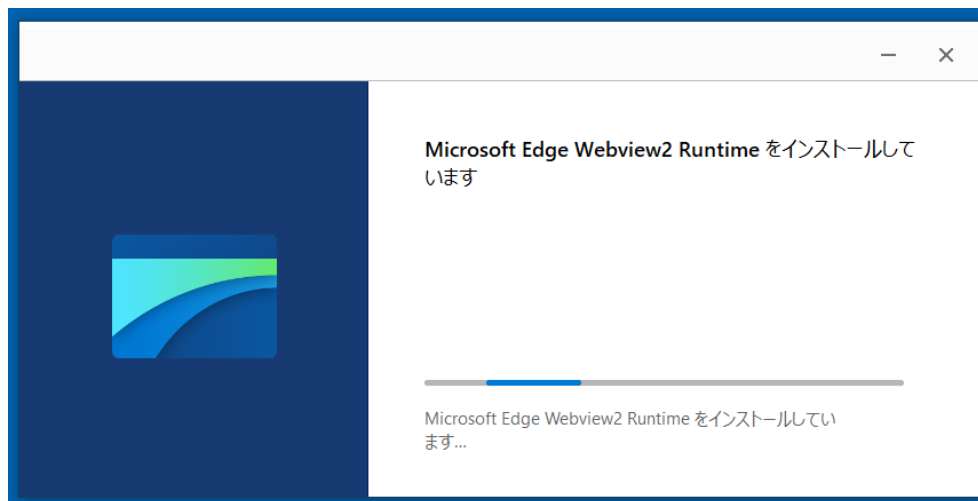 Microsoft Edge Webview2 Runtime をインストールして
います
Microsoft Edge Webview2 Runtime をインストールしてい
ます...